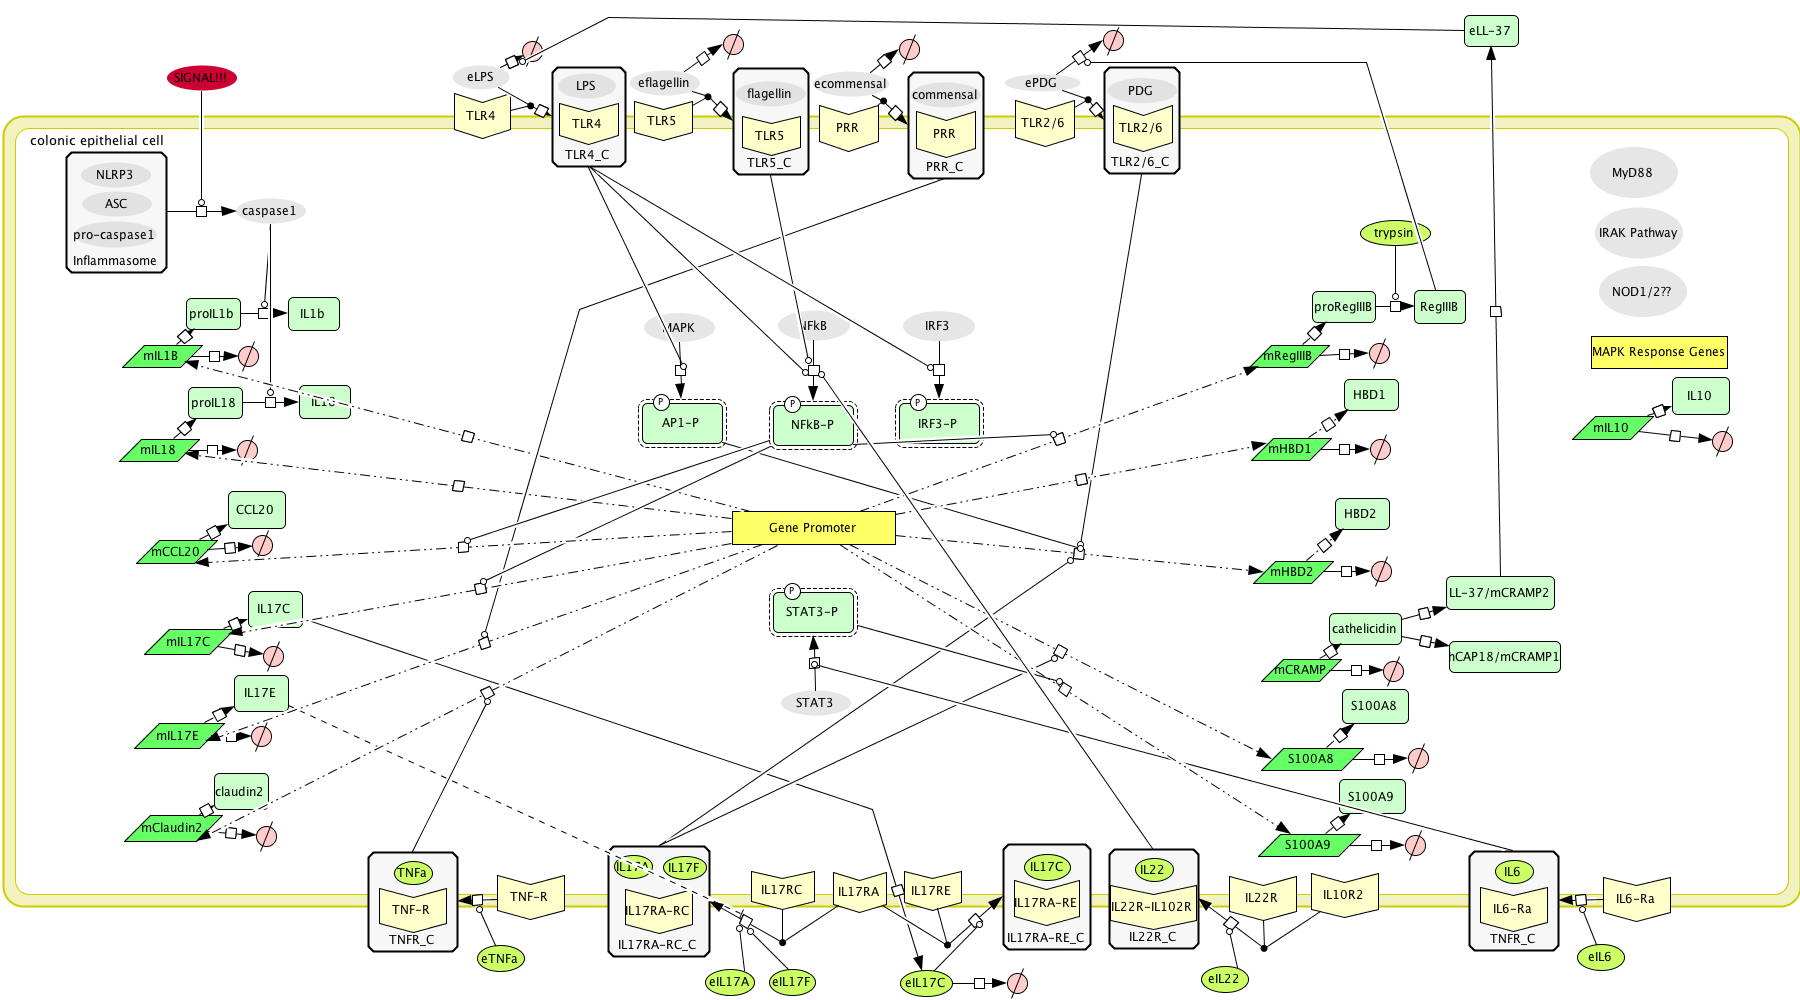 eLL-37
SIGNAL!!!
eLPS
LPS
eflagellin
flagellin
ecommensal
commensal
ePDG
PDG
TLR4
TLR4
TLR4_C
TLR5
TLR5
TLR5_C
PRR
PRR
PRR_C
TLR2/6
TLR2/6
TLR2/6_C
colonic epithelial cell
NLRP3
ASC
pro-caspase1
Inflammasome
caspase1
MyD88
IRAK Pathway
NOD1/2??
trypsin
proIL1b
IL1b
mIL1B
MAPK
NFkB
IRF3
proRegIIIB
RegIIIB
mRegIIIB
MAPK Response Genes
proIL18
IL18
mIL18
P
AP1-P
P
NFkB-P
P
IRF3-P
HBD1
mHBD1
IL10
mIL10
CCL20
mCCL20
Gene Promoter
HBD2
mHBD2
IL17C
mIL17C
P
STAT3-P
STAT3
LL-37/mCRAMP2
cathelicidin
hCAP18/mCRAMP1
mCRAMP
IL17E
mIL17E
S100A8
S100A8
claudin2
mClaudin2
S100A9
S100A9
TNFa
TNF-R
TNFR_C
TNF-R
eTNFa
IL17A
IL17F
IL17RA-RC
IL17RA-RC_C
IL17RC
IL17RA
IL17RE
eIL17A
eIL17F
eIL17C
IL17C
IL17RA-RE
IL17RA-RE_C
IL22
IL22R-IL102R
IL22R_C
IL22R
IL10R2
eIL22
IL6
IL6-Ra
TNFR_C
IL6-Ra
eIL6